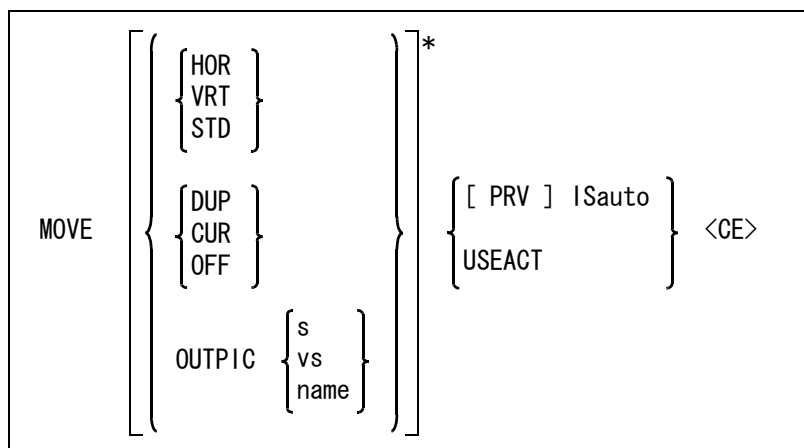 HOR
VRT
STD
*
DUP
CUR
OFF
MOVE
[ PRV ] ISauto
USEACT
<CE>
OUTPIC
s
vs
name